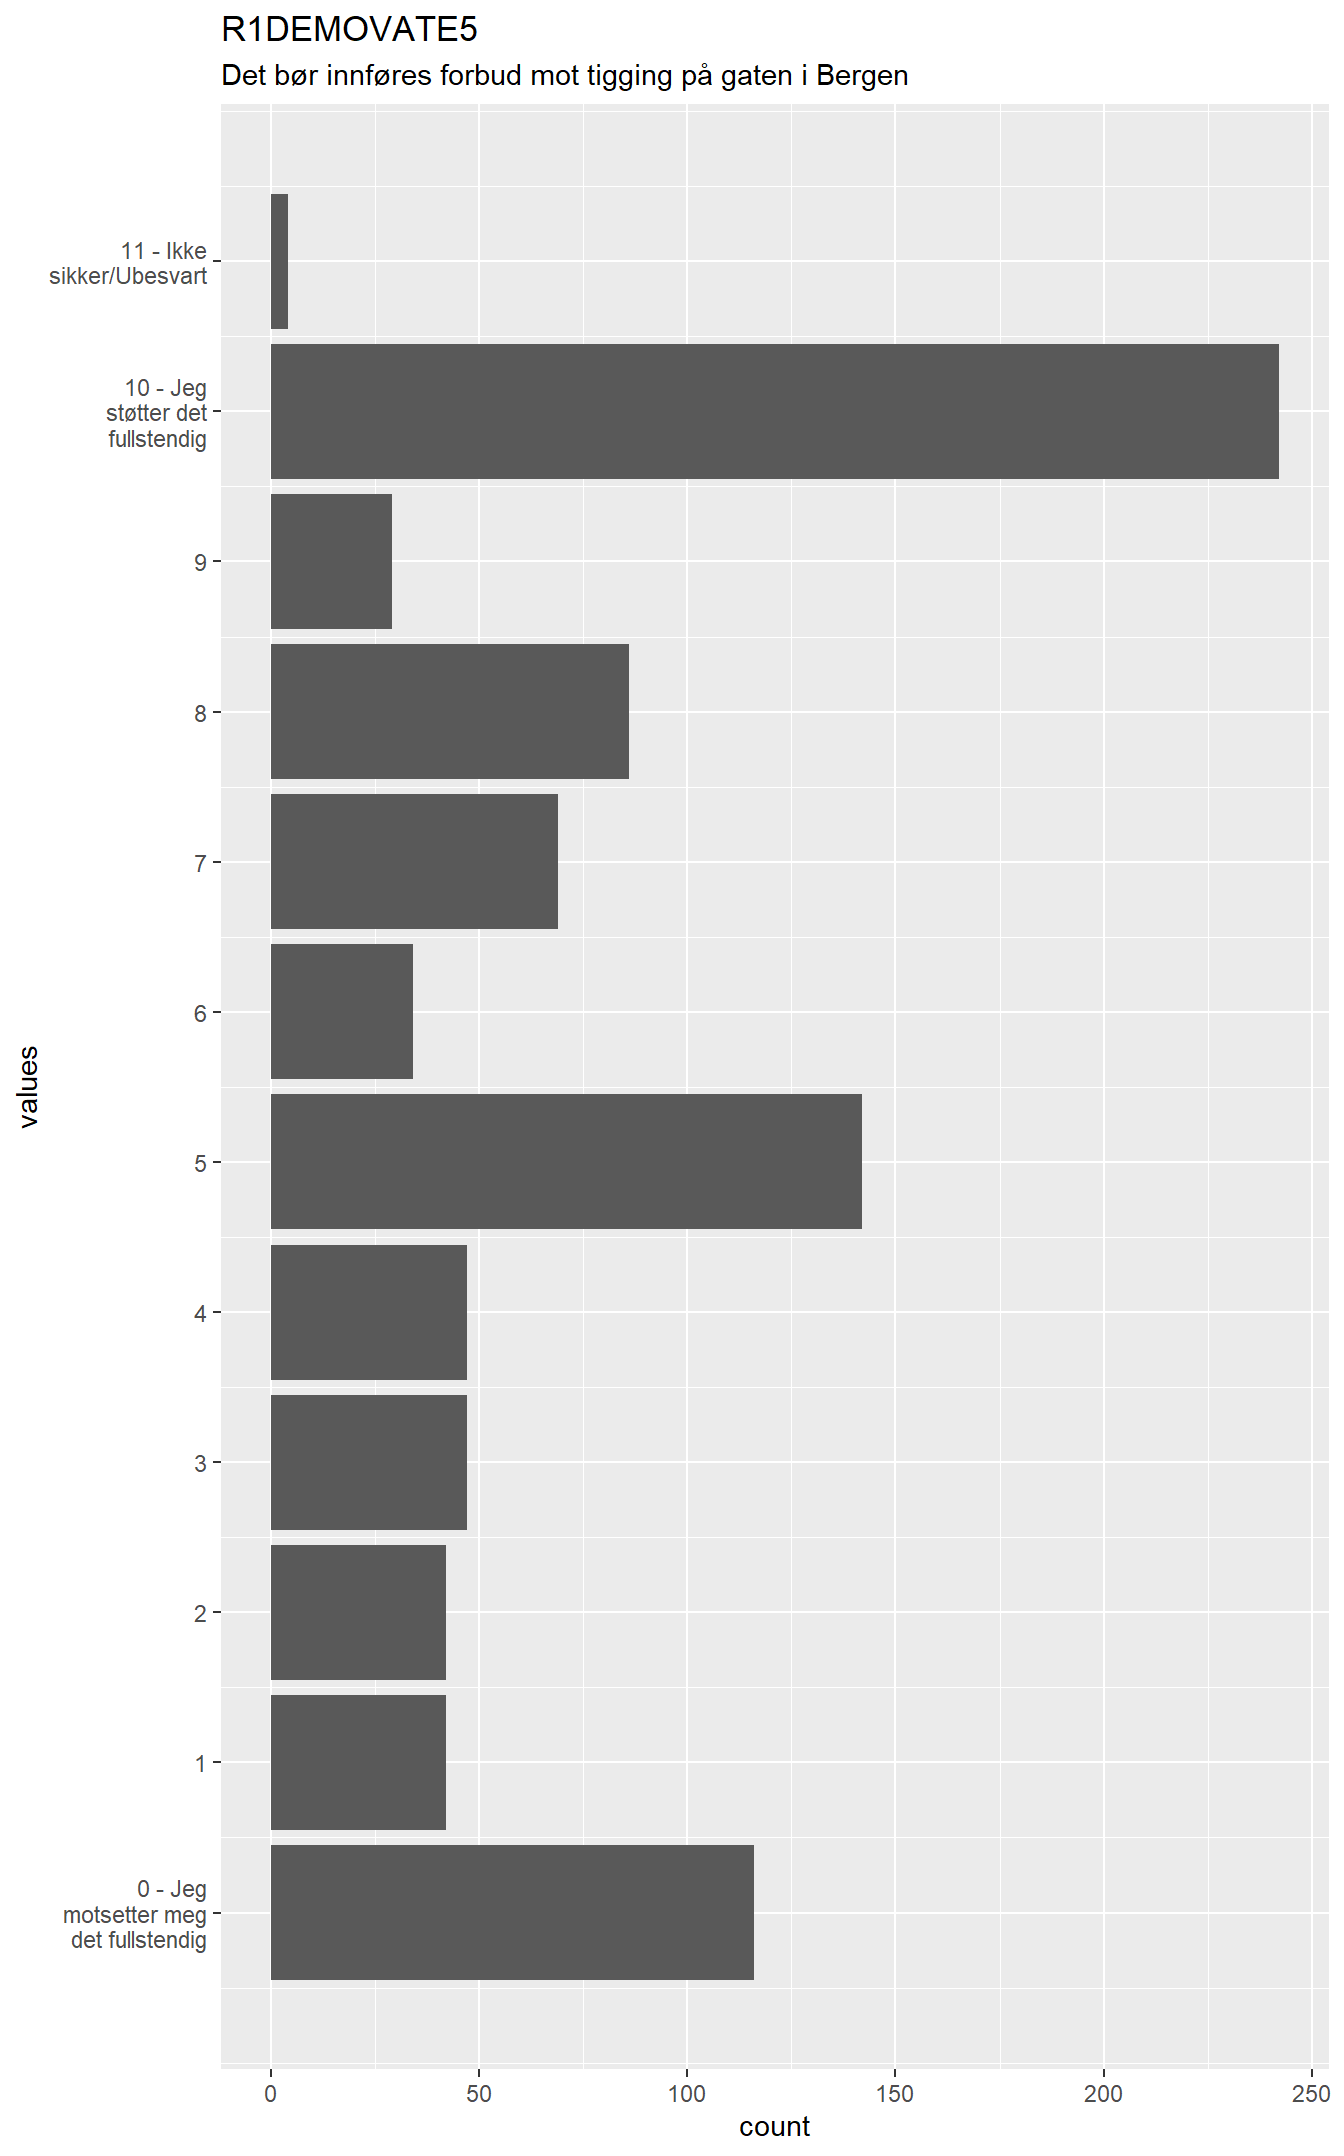 R1DEMOVATE5
Det bør innføres forbud mot tigging på gaten i Bergen
11 - Ikke
sikker/Ubesvart
10 - Jeg
støtter det
fullstendig
9
8
7
6
5
4
3
2
1
0 - Jeg
motsetter meg
det fullstendig
values
0 50 100 150 200 250
count